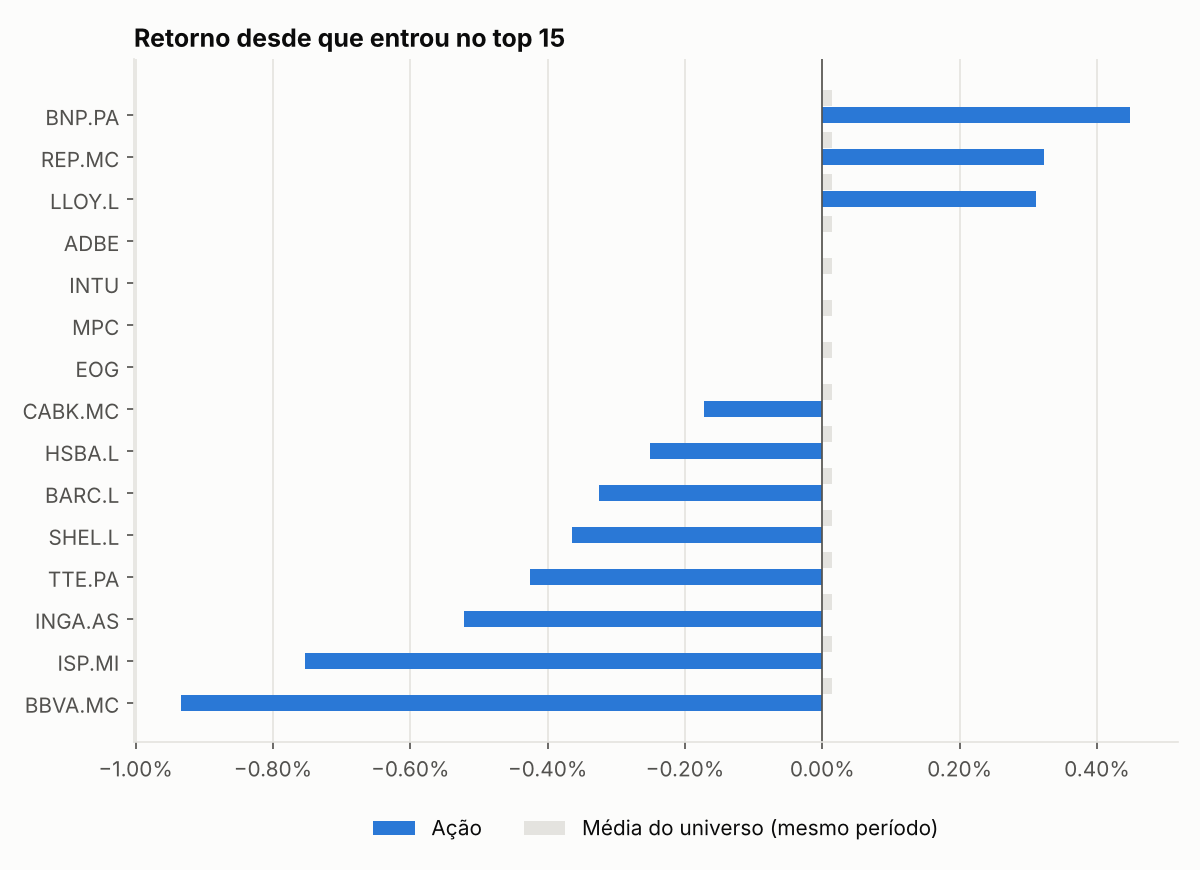 Retorno desde que entrou no top 15
BNP.PA
REP.MC
LLOY.L
ADBE
INTU
MPC
EOG
CABK.MC
HSBA.L
BARC.L
SHEL.L
TTE.PA
INGA.AS
ISP.MI
BBVA.MC
−1.00% −0.80% −0.60% −0.40% −0.20% 0.00% 0.20% 0.40%
Ação Média do universo (mesmo período)